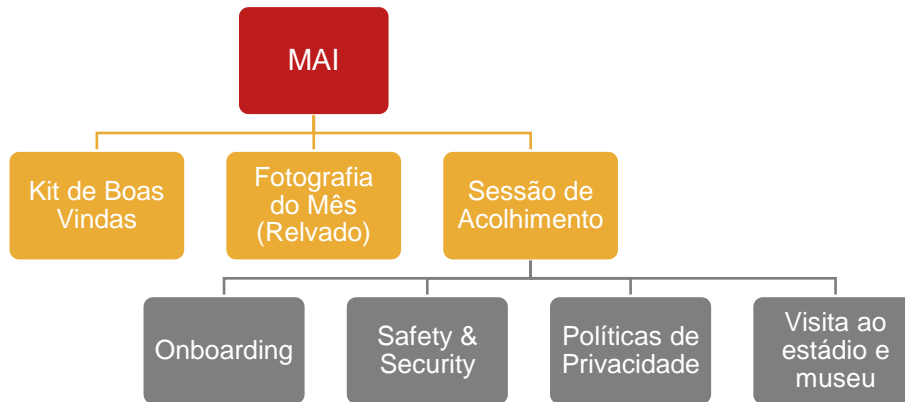 MAI
Kit de Boas
Vindas
Fotografia
do Mês
(Relvado)
Sessão de
Acolhimento
Onboarding
Safety &
Security
Políticas de
Privacidade
Visita ao
estádio e
museu